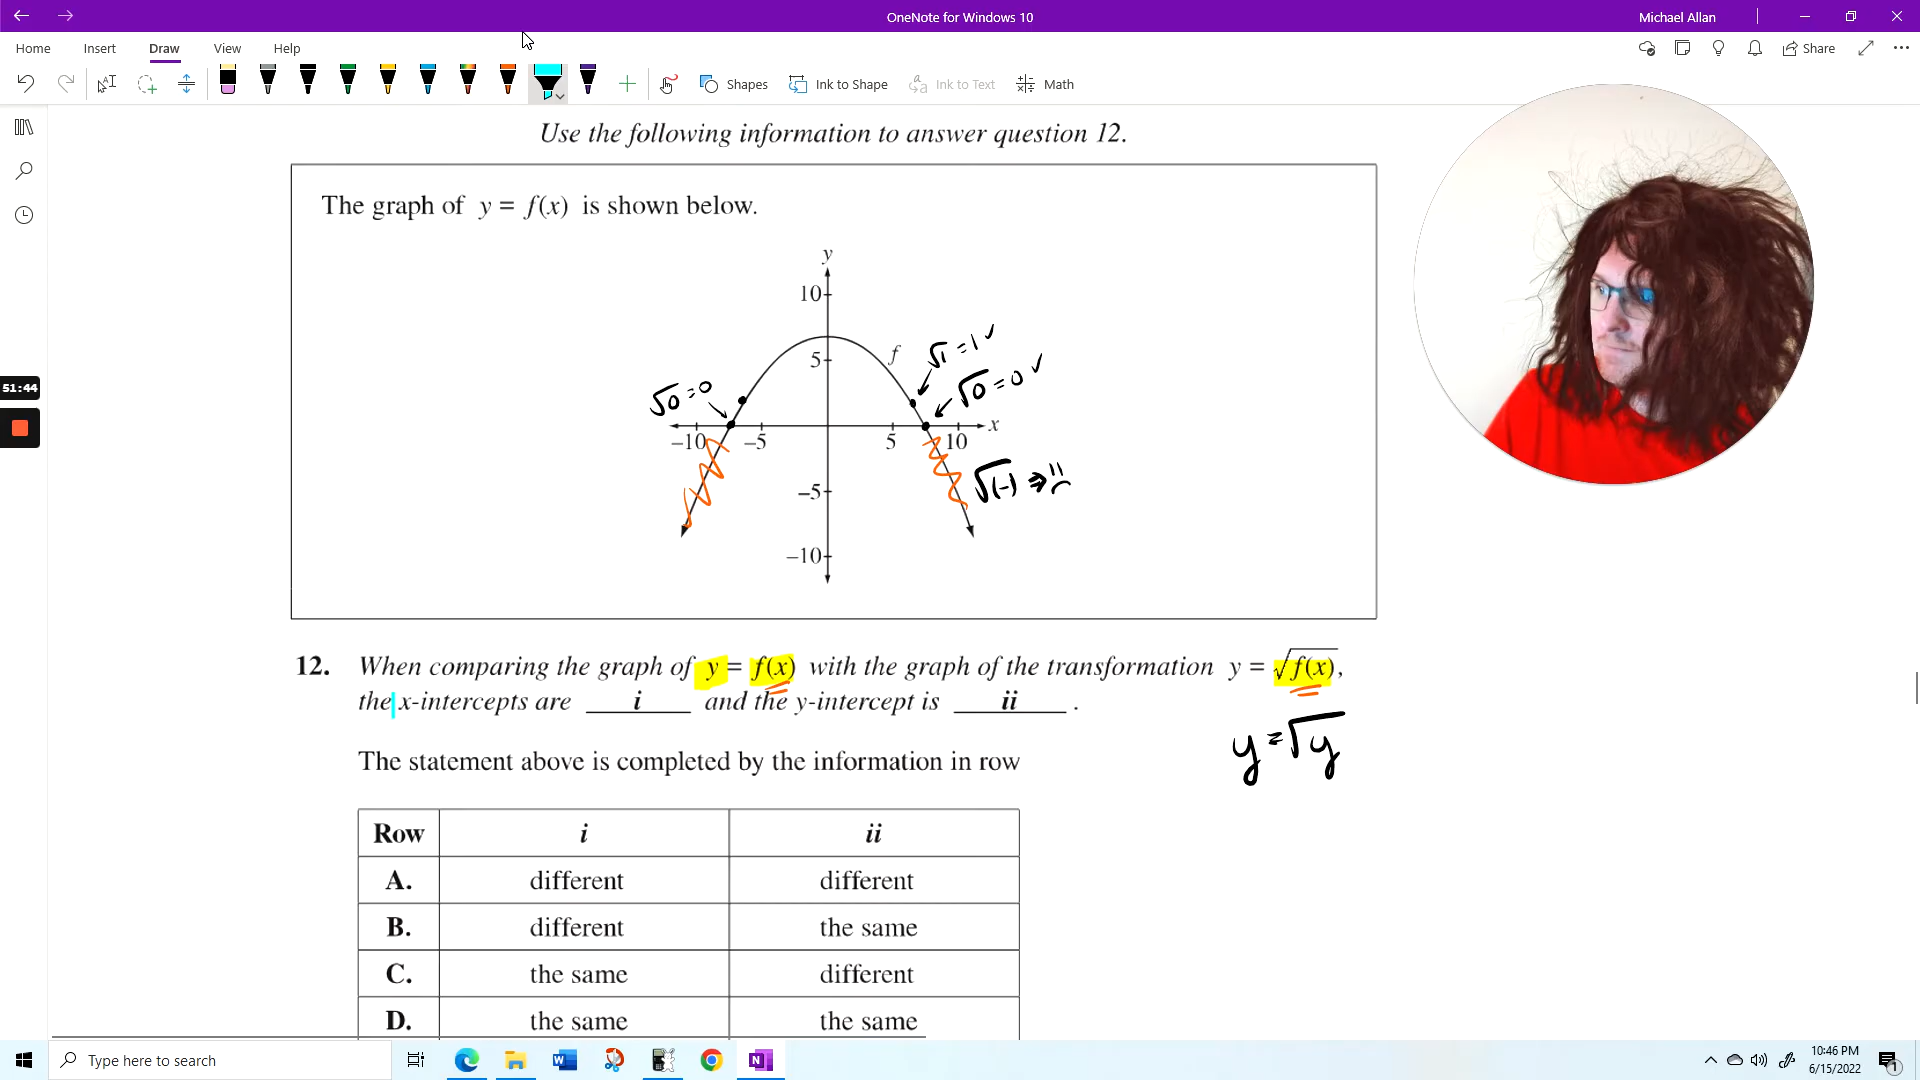 OneNote for Windows 10
Michael Allan
Home Insert Draw View Help
Share
Shapes Ink to Shape Ink to Text Math
Use the following information to answer question 12.
The graph of y = f(x) is shown below.
y
10
5
f
√1 = 1 ✓
√0 = 0 ✓
√0 = 0
x
–10 –5 5 10
–5
√(-) ⇒
–10
51:44
12. When comparing the graph of y = f(x) with the graph of the transformation y = √f(x),
the x-intercepts are i and the y-intercept is ii .
y = √y
The statement above is completed by the information in row
Row i ii
A. different different
B. different the same
C. the same different
D. the same the same
Type here to search
10:46 PM
6/15/2022
1